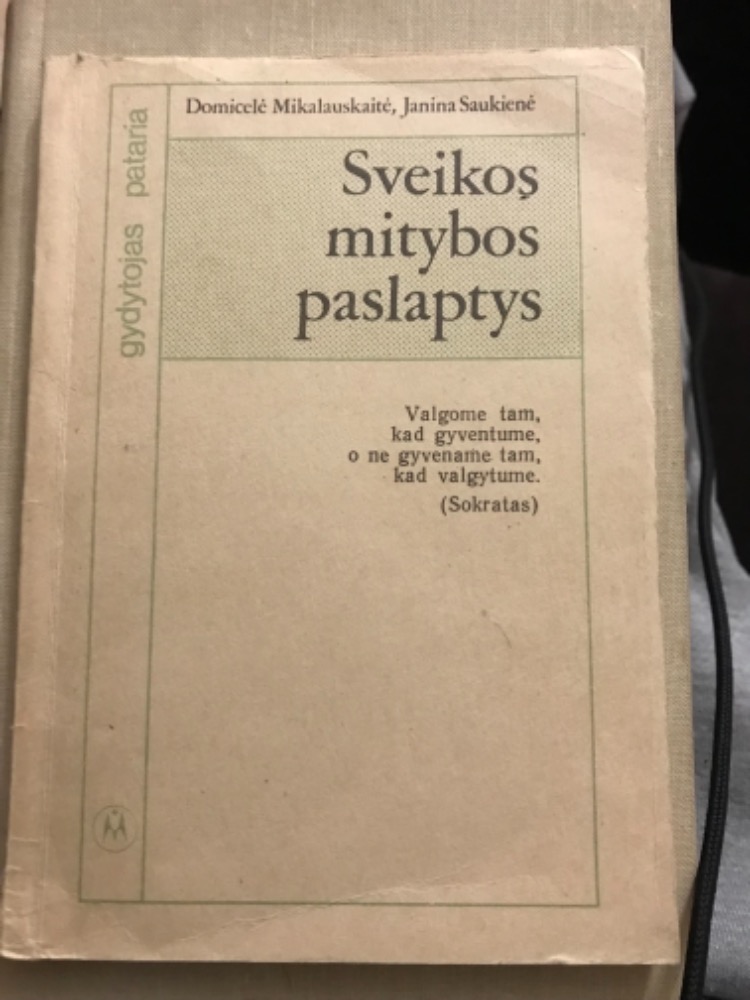 Domicelė Mikalauskaitė, Janina Saukienė
gydytojas pataria
Sveikos
mitybos
paslaptys
Valgome tam,
kad gyventume,
o ne gyvename tam,
kad valgytume.
(Sokratas)